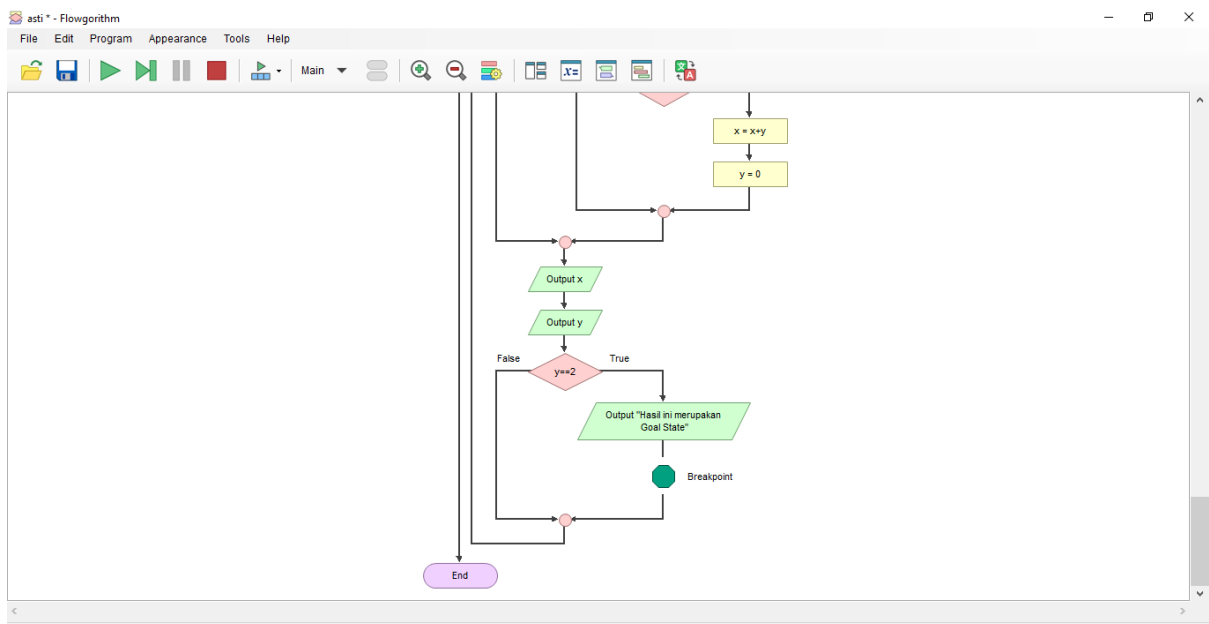 asti * - Flowgorithm
File Edit Program Appearance Tools Help
Main
x=
x = x+y
y = 0
Output x
Output y
False
True
y==2
Output "Hasil ini merupakan
Goal State"
Breakpoint
End